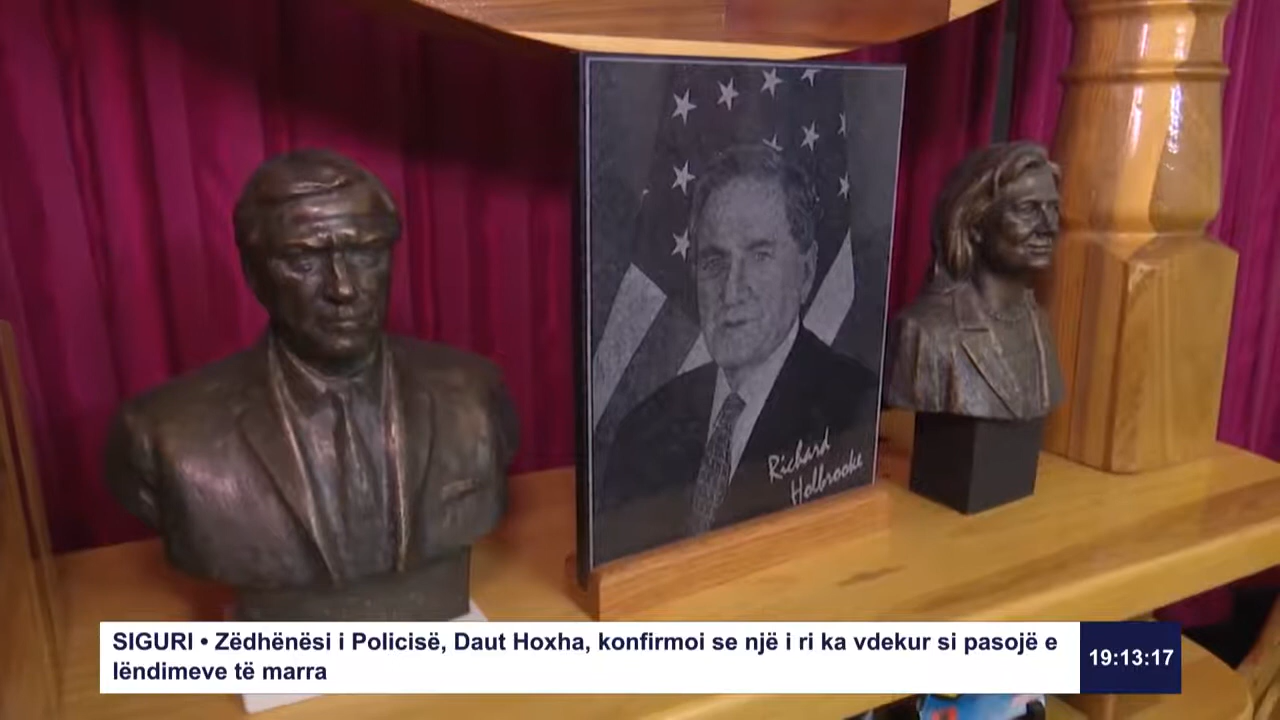 Richard
Holbrooke
SIGURI • Zëdhënësi i Policisë, Daut Hoxha, konfirmoi se një i ri ka vdekur si pasojë e
lëndimeve të marra
19:13:17